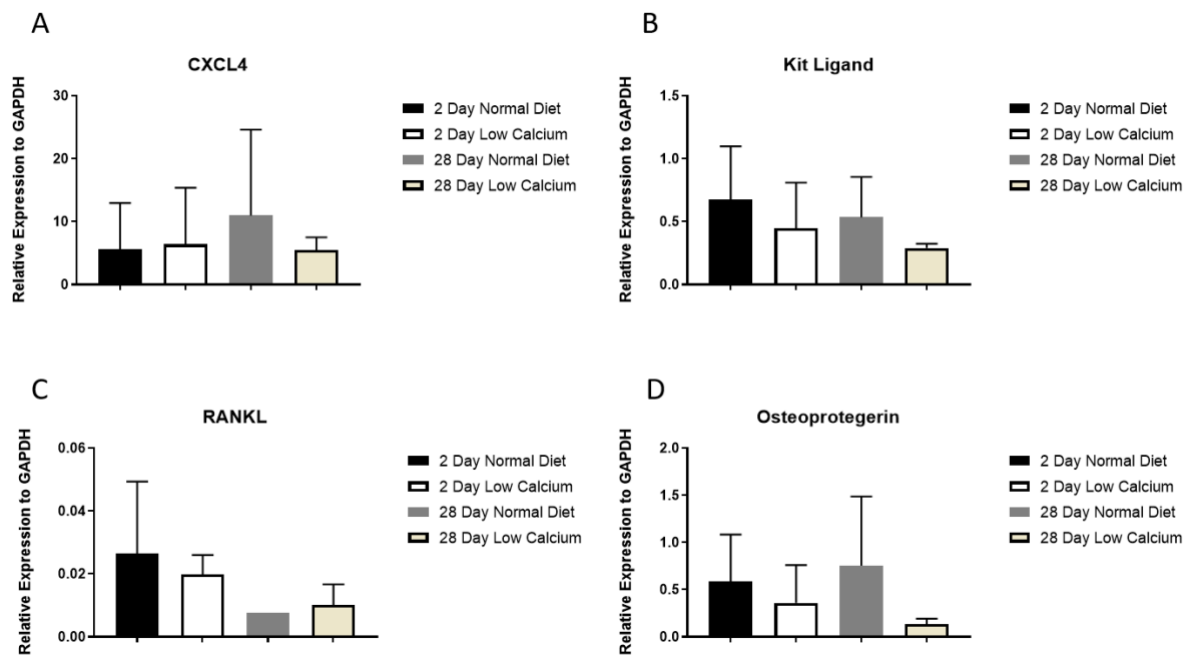 A
CXCL4
Relative Expression to GAPDH
30
20
10
0
2 Day Normal Diet
2 Day Low Calcium
28 Day Normal Diet
28 Day Low Calcium
B
Kit Ligand
Relative Expression to GAPDH
1.5
1.0
0.5
0.0
2 Day Normal Diet
2 Day Low Calcium
28 Day Normal Diet
28 Day Low Calcium
C
RANKL
Relative Expression to GAPDH
0.06
0.04
0.02
0.00
2 Day Normal Diet
2 Day Low Calcium
28 Day Normal Diet
28 Day Low Calcium
D
Osteoprotegerin
Relative Expression to GAPDH
2.0
1.5
1.0
0.5
0.0
2 Day Normal Diet
2 Day Low Calcium
28 Day Normal Diet
28 Day Low Calcium